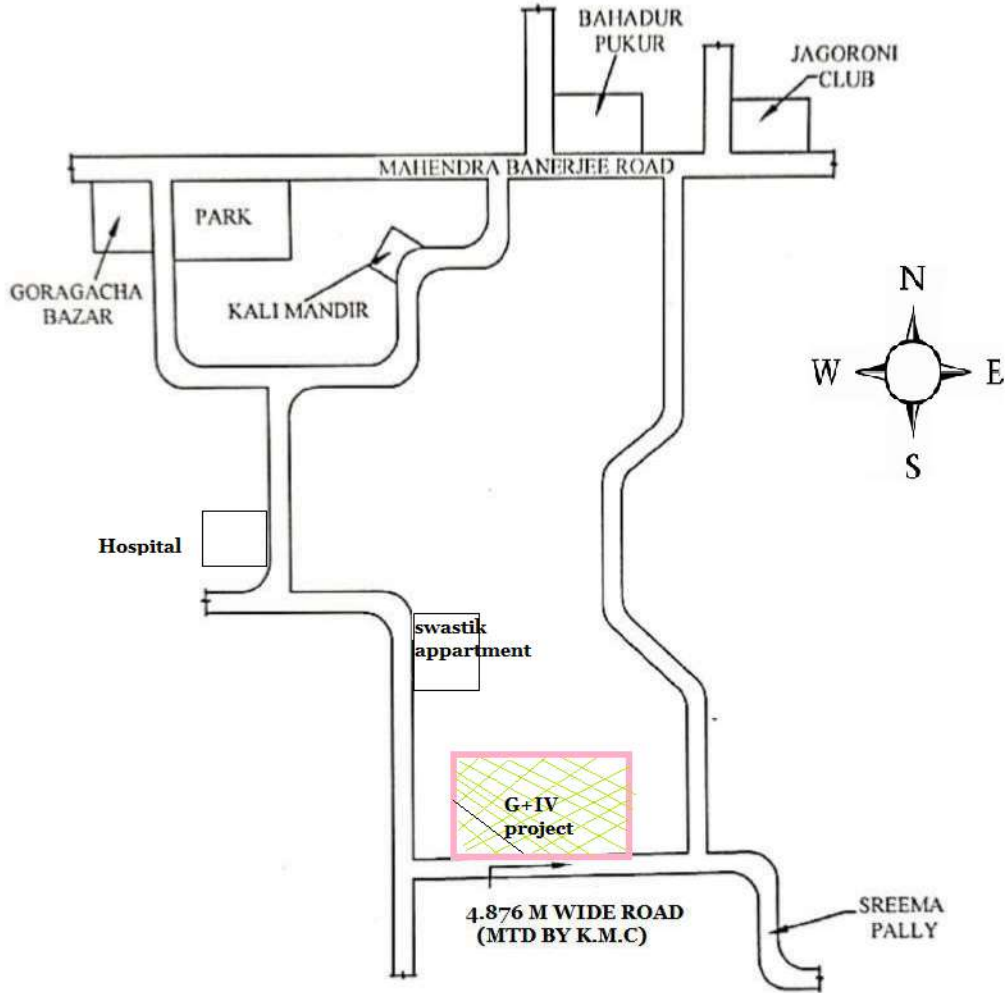 BAHADUR
PUKUR
JAGORONI
CLUB
MAHENDRA BANERJEE ROAD
PARK
GORAGACHA
BAZAR
KALI MANDIR
N
W
E
S
Hospital
swastik
appartment
G+IV
project
4.876 M WIDE ROAD
(MTD BY K.M.C)
SREEMA
PALLY